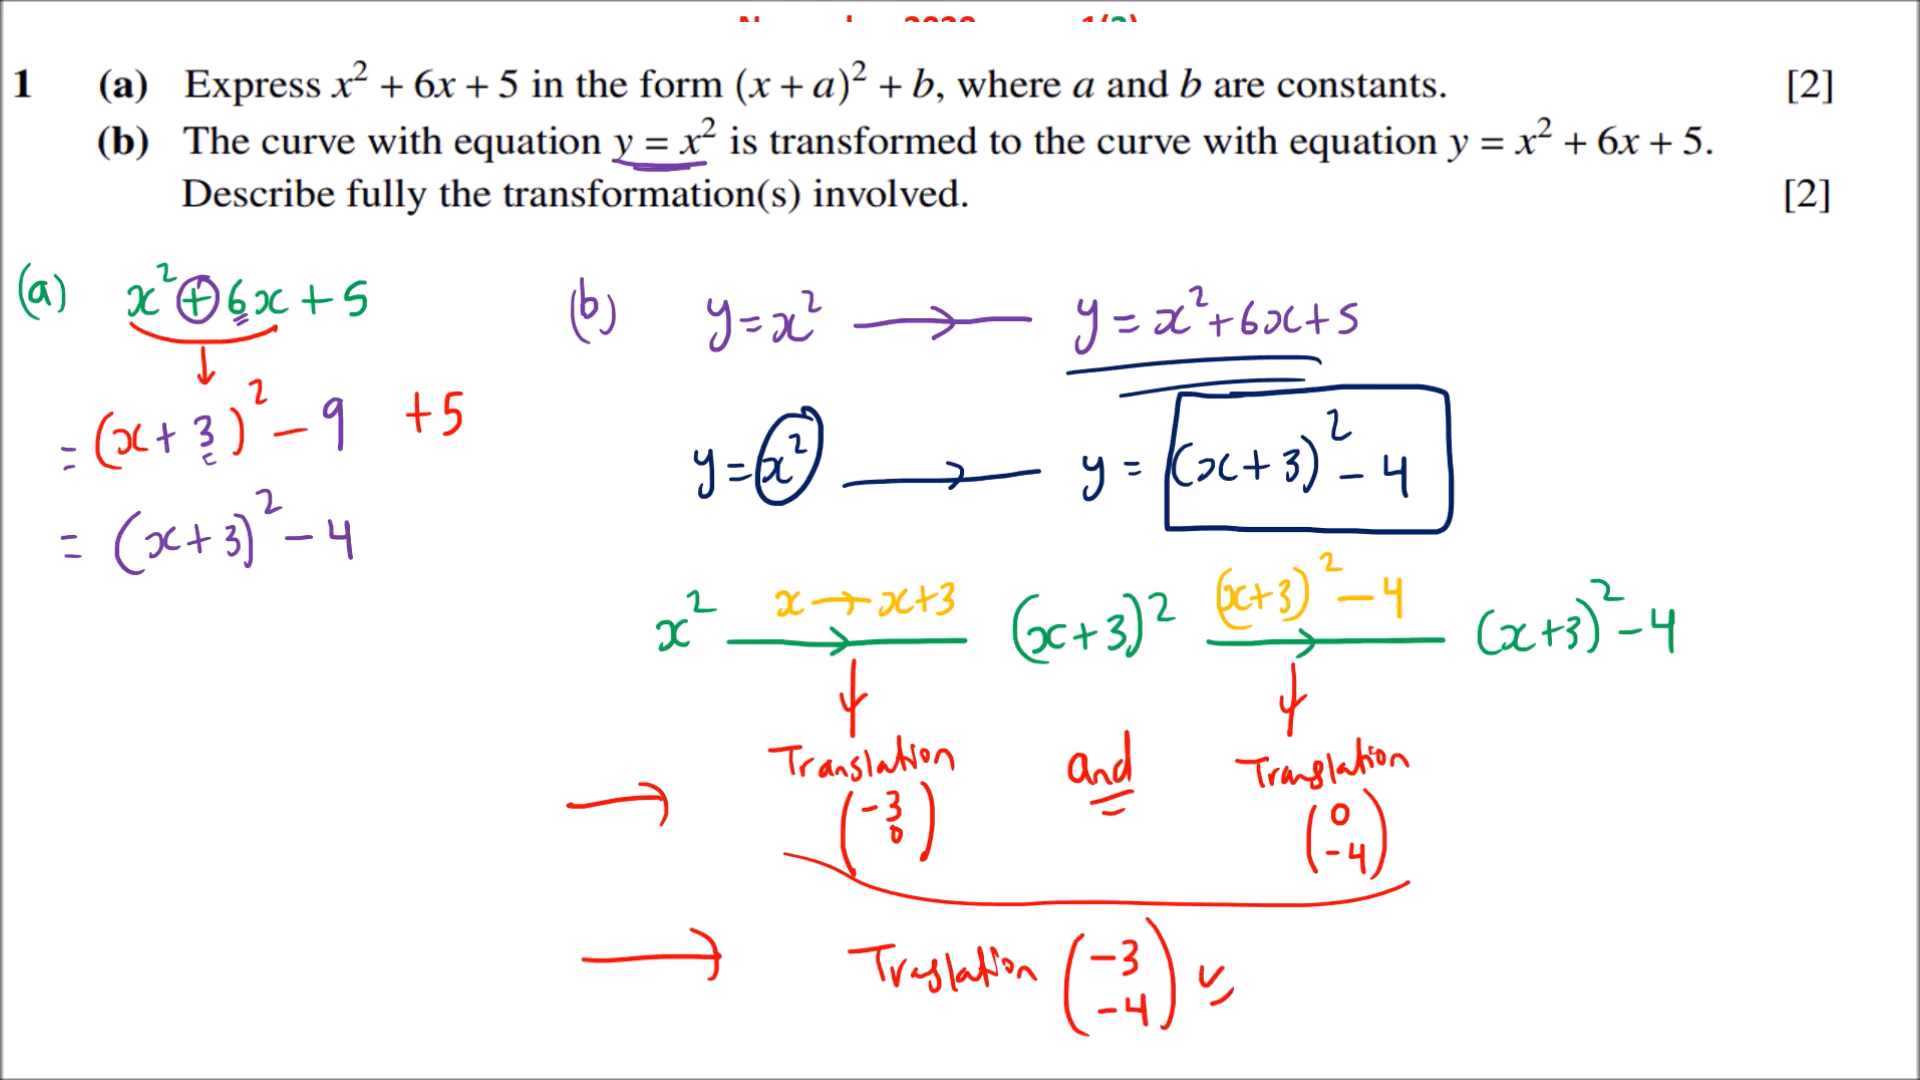 1 (a) Express x² + 6x + 5 in the form (x + a)² + b, where a and b are constants. [2]
(b) The curve with equation y = x² is transformed to the curve with equation y = x² + 6x + 5.
Describe fully the transformation(s) involved. [2]
(a) x² + 6x + 5
= (x + 3)² − 9 + 5
= (x+3)² − 4
(b) y = x² → y = x² + 6x + 5
y = x² → y = (x+3)² − 4
x² x → x+3 (x+3)² (x+3)² − 4 (x+3)² − 4
Translation and Translation
(−3 0) (0 −4)
Translation (−3 −4)